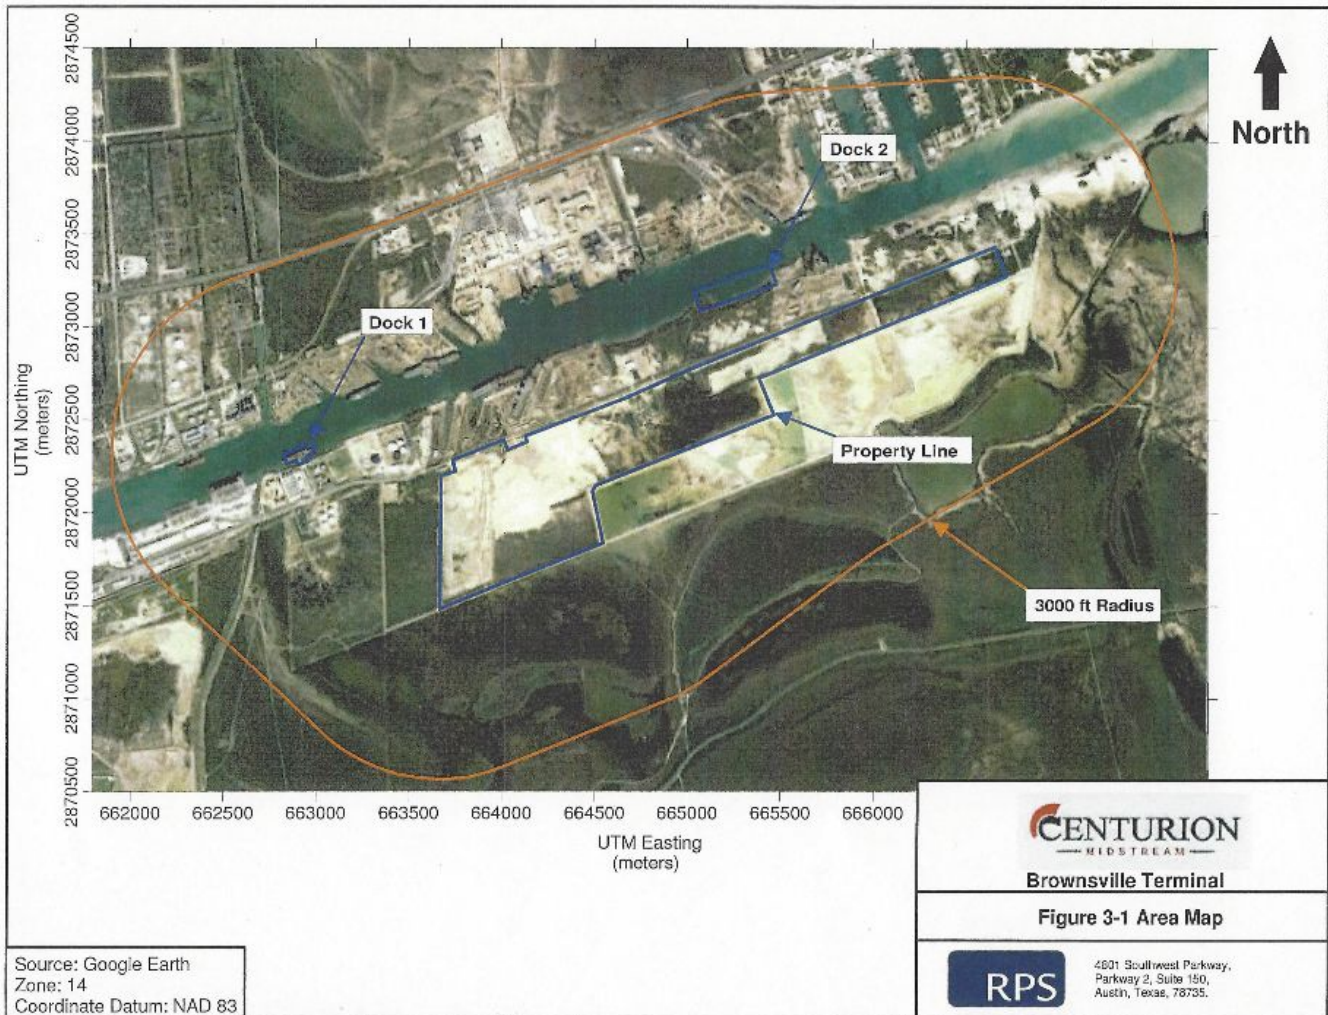 2874500
2874000
2873500
2873000
2872500
2872000
2871500
2871000
2870500
UTM Northing
(meters)
North
Dock 2
Dock 1
Property Line
3000 ft Radius
662000 662500 663000 663500 664000 664500 665000 665500 666000
UTM Easting
(meters)
CENTURION
MIDSTREAM
Brownsville Terminal
Figure 3-1 Area Map
RPS
4801 Southwest Parkway,
Parkway 2, Suite 150,
Austin, Texas, 78735.
Source: Google Earth
Zone: 14
Coordinate Datum: NAD 83